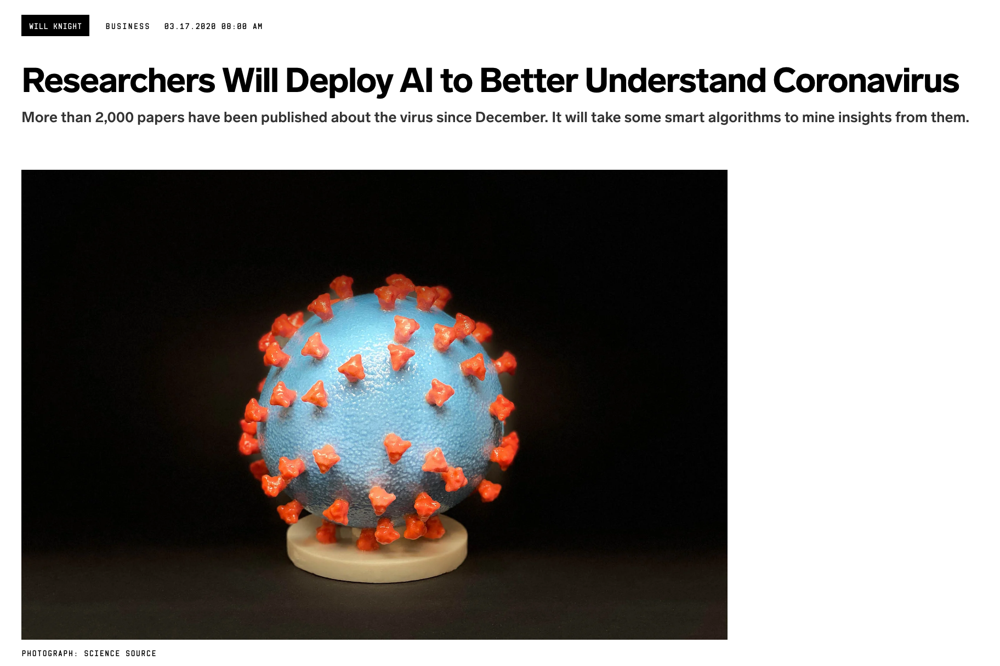 WILL KNIGHT BUSINESS 03.17.2020 08:00 AM
Researchers Will Deploy AI to Better Understand Coronavirus
More than 2,000 papers have been published about the virus since December. It will take some smart algorithms to mine insights from them.
PHOTOGRAPH: SCIENCE SOURCE